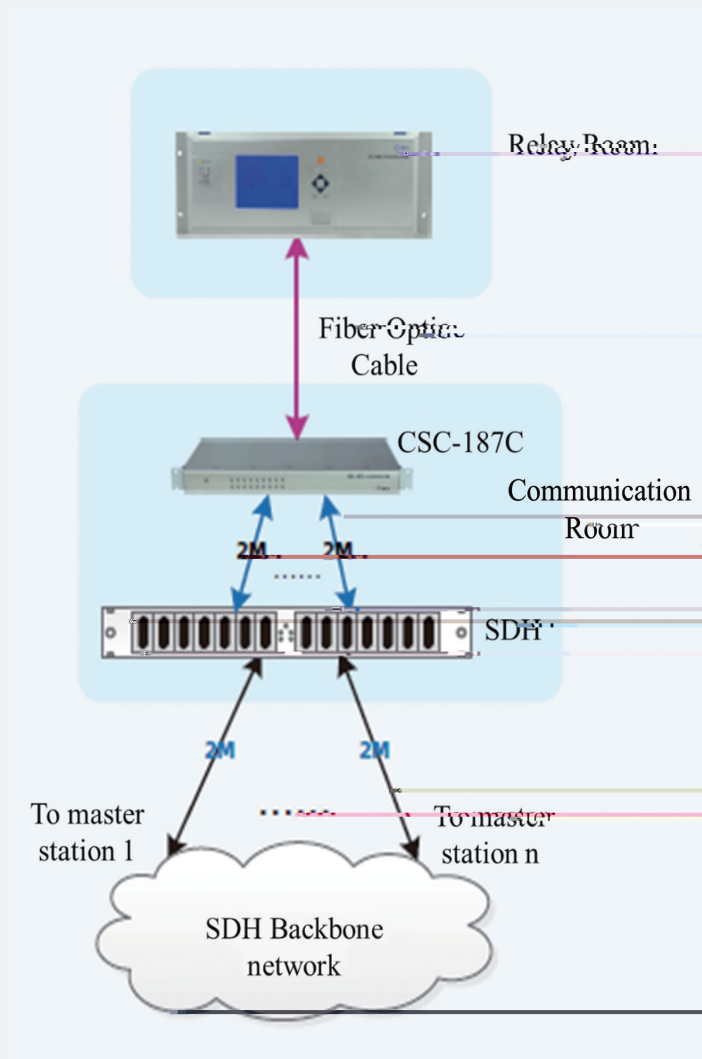 Relay Room
Fiber Optic
Cable
CSC-187C
Communication
Room
2M
2M
......
SDH
2M
2M
......
To master
station 1
To master
station n
SDH Backbone
network